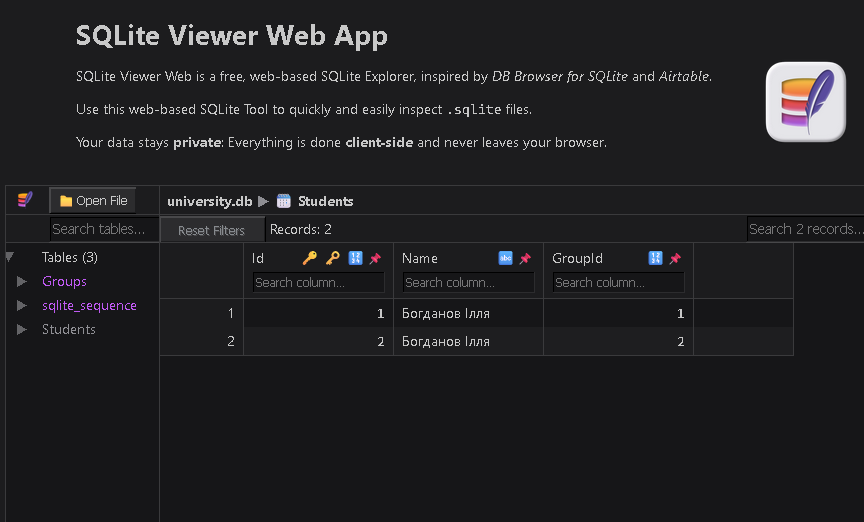 SQLite Viewer Web App
SQLite Viewer Web is a free, web-based SQLite Explorer, inspired by DB Browser for SQLite and Airtable.
Use this web-based SQLite Tool to quickly and easily inspect .sqlite files.
Your data stays private: Everything is done client-side and never leaves your browser.
Open File
university.db ▶ Students
Search tables...
Reset Filters
Records: 2
Search 2 records...
Tables (3)
Groups
sqlite_sequence
Students
Id Name GroupId
Search column... Search column... Search column...
1 1 Богданов Ілля 1
2 2 Богданов Ілля 2